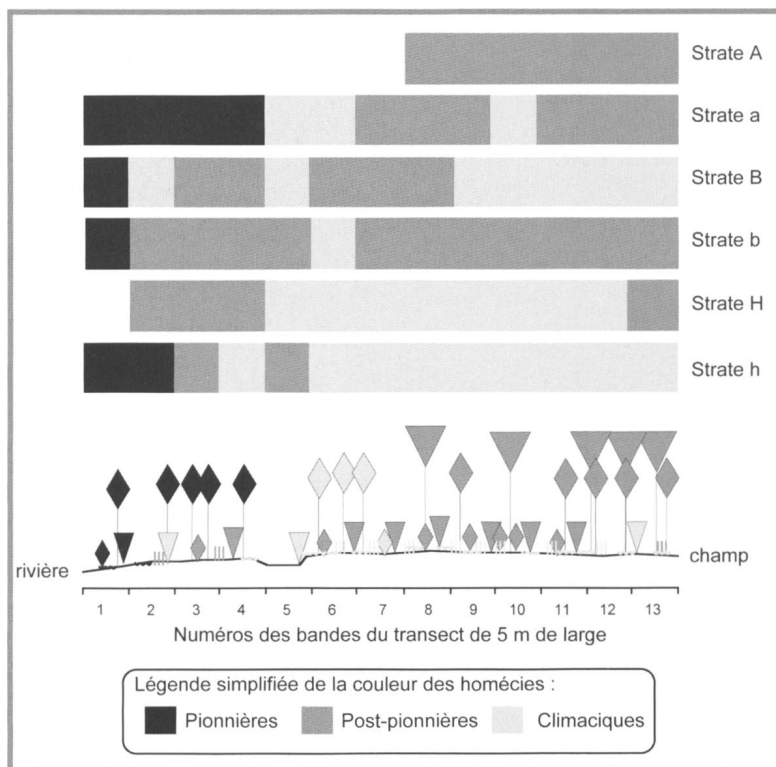 Strate A
Strate a
Strate B
Strate b
Strate H
Strate h
rivière
champ
1 2 3 4 5 6 7 8 9 10 11 12 13
Numéros des bandes du transect de 5 m de large
Légende simplifiée de la couleur des homécies :
Pionnières Post-pionnières Climaciques